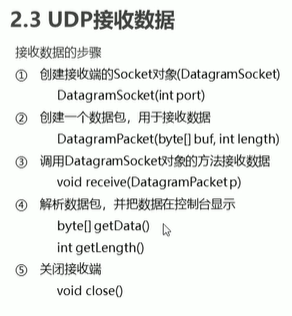 2.3 UDP接收数据
接收数据的步骤
① 创建接收端的Socket对象(DatagramSocket)
DatagramSocket(int port)
② 创建一个数据包，用于接收数据
DatagramPacket(byte[] buf, int length)
③ 调用DatagramSocket对象的方法接收数据
void receive(DatagramPacket p)
④ 解析数据包，并把数据在控制台显示
byte[] getData()
int getLength()
⑤ 关闭接收端
void close()